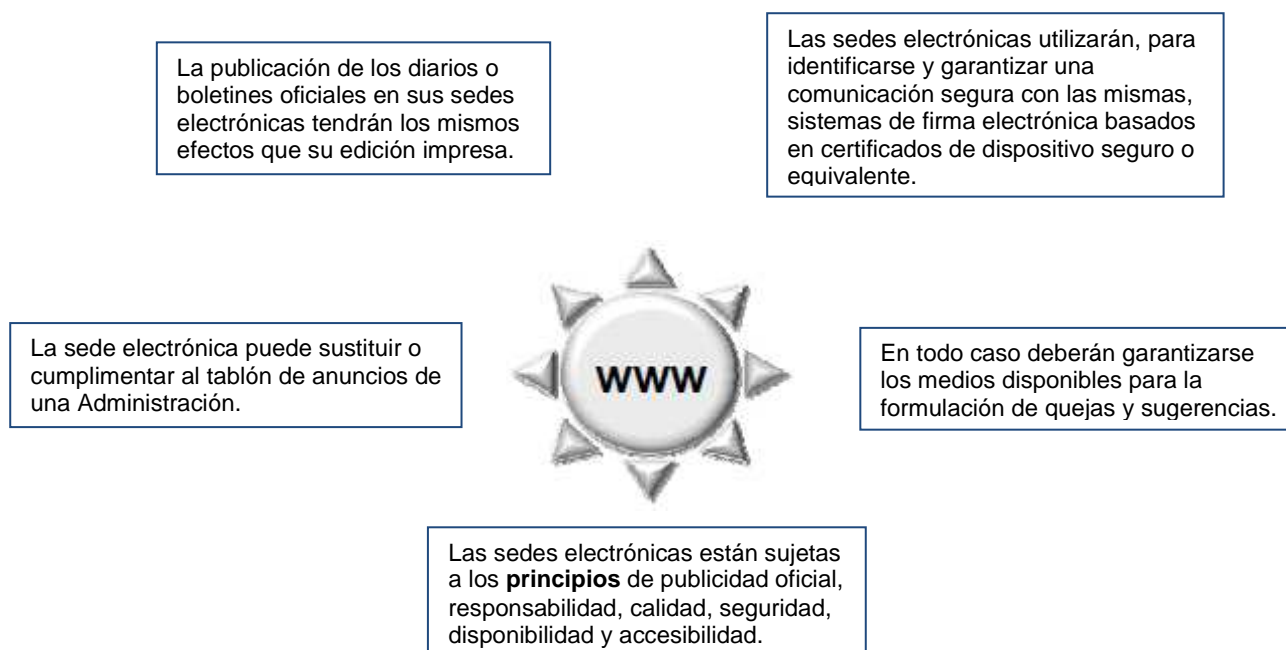 La publicación de los diarios o
boletines oficiales en sus sedes
electrónicas tendrán los mismos
efectos que su edición impresa.
Las sedes electrónicas utilizarán, para
identificarse y garantizar una
comunicación segura con las mismas,
sistemas de firma electrónica basados
en certificados de dispositivo seguro o
equivalente.
La sede electrónica puede sustituir o
cumplimentar al tablón de anuncios de
una Administración.
WWW
En todo caso deberán garantizarse
los medios disponibles para la
formulación de quejas y sugerencias.
Las sedes electrónicas están sujetas
a los principios de publicidad oficial,
responsabilidad, calidad, seguridad,
disponibilidad y accesibilidad.